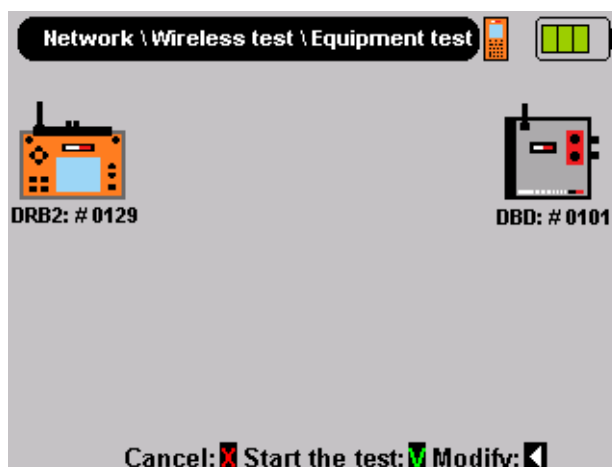 Network \ Wireless test \ Equipment test
DRB2: # 0129
DBD: # 0101
Cancel: X Start the test: V Modify: